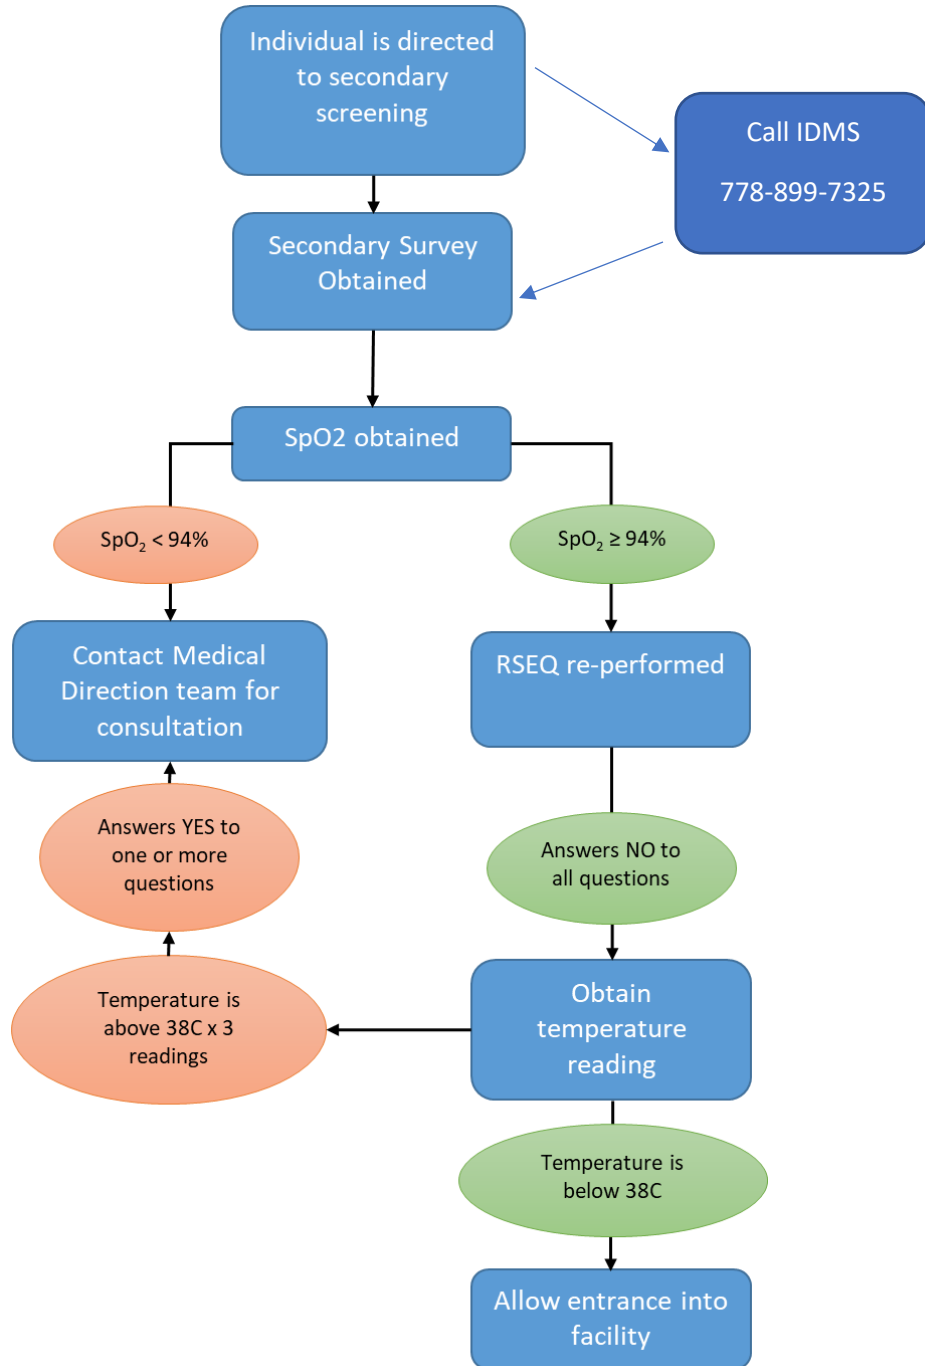 Individual is directed
to secondary
screening
Call IDMS
778-899-7325
Secondary Survey
Obtained
SpO2 obtained
SpO₂ < 94%
SpO₂ ≥ 94%
Contact Medical
Direction team for
consultation
RSEQ re-performed
Answers YES to
one or more
questions
Answers NO to
all questions
Temperature is
above 38C x 3
readings
Obtain
temperature
reading
Temperature is
below 38C
Allow entrance into
facility